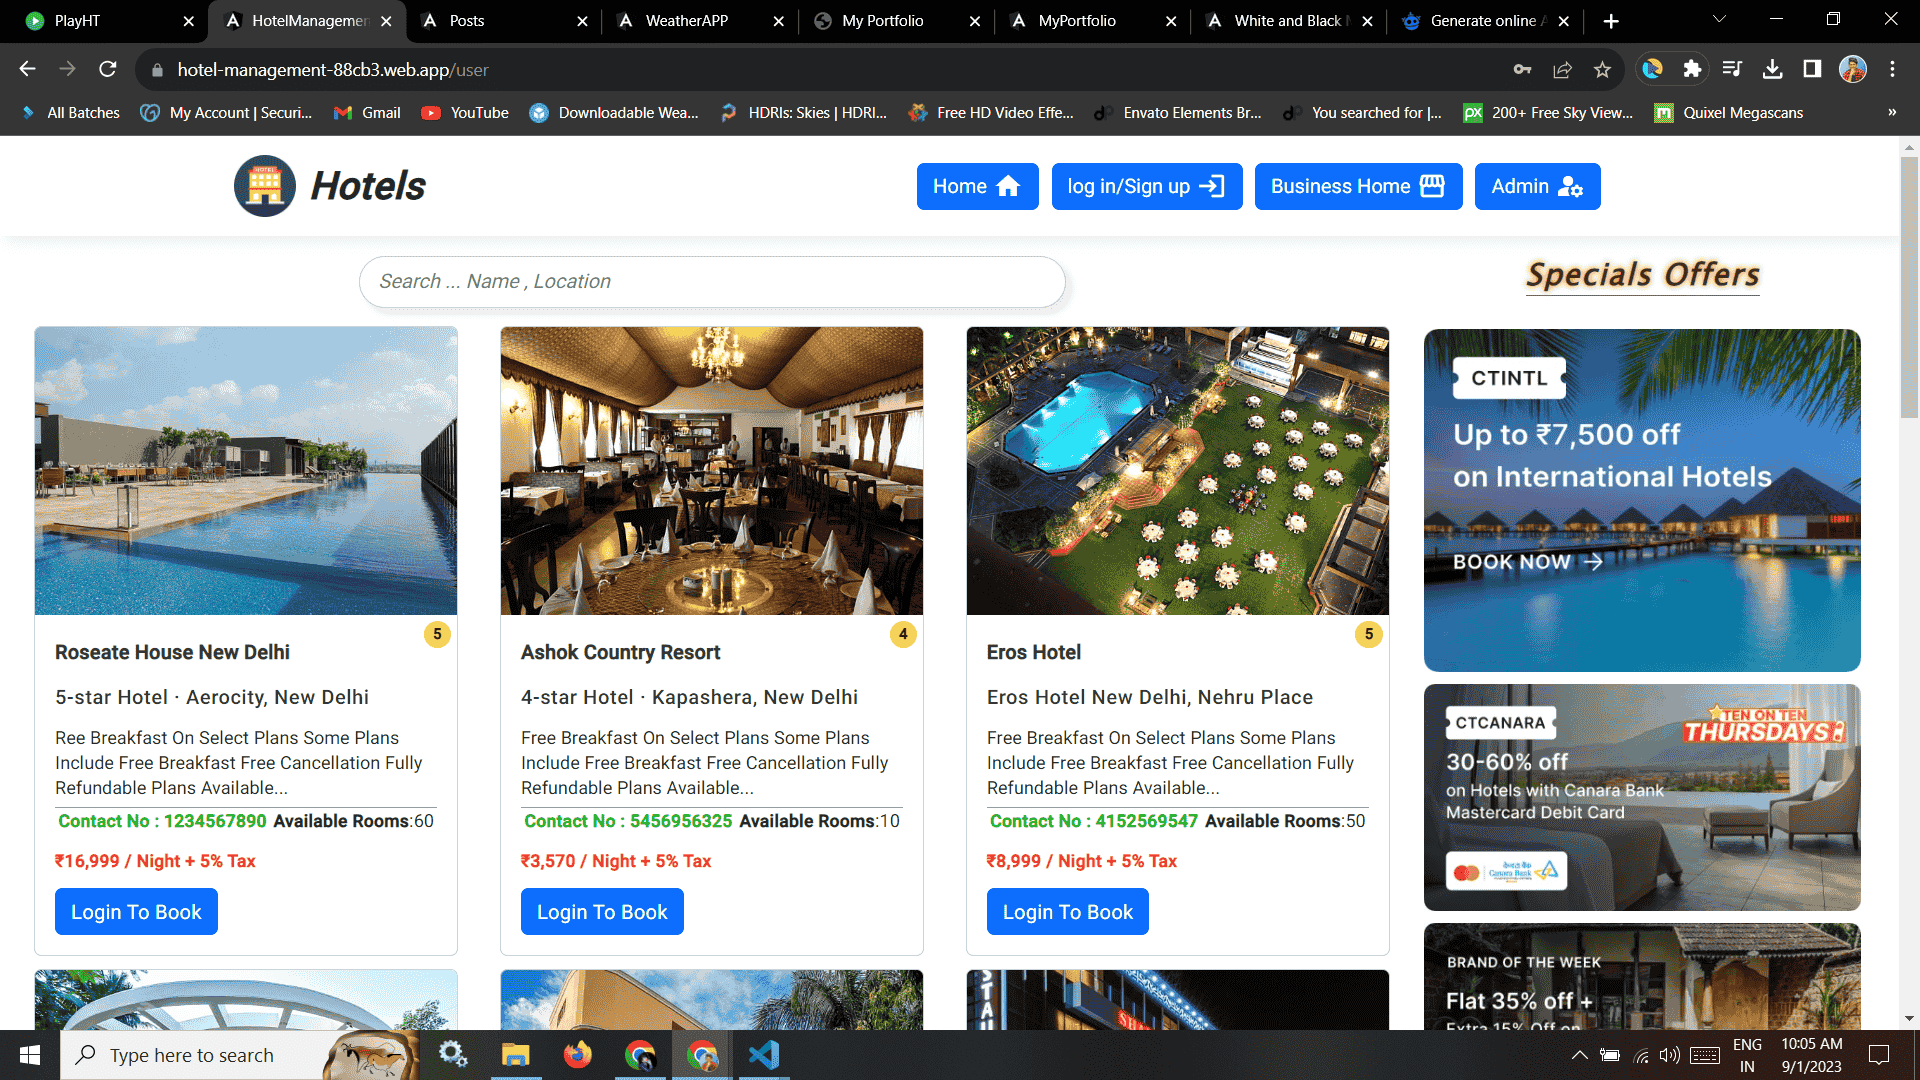 PlayHT
HotelManagemen
Posts
WeatherAPP
My Portfolio
MyPortfolio
White and Black
Generate online A
hotel-management-88cb3.web.app/user
All Batches
My Account | Securi...
Gmail
YouTube
Downloadable Wea...
HDRIs: Skies | HDRI...
Free HD Video Effe...
Envato Elements Br...
You searched for |...
200+ Free Sky View...
Quixel Megascans
»
HOTEL
Hotels
Home
log in/Sign up
Business Home
Admin
Search ... Name , Location
Specials Offers
5
Roseate House New Delhi
5-star Hotel · Aerocity, New Delhi
Ree Breakfast On Select Plans Some Plans
Include Free Breakfast Free Cancellation Fully
Refundable Plans Available...
Contact No : 1234567890 Available Rooms:60
₹16,999 / Night + 5% Tax
Login To Book
4
Ashok Country Resort
4-star Hotel · Kapashera, New Delhi
Free Breakfast On Select Plans Some Plans
Include Free Breakfast Free Cancellation Fully
Refundable Plans Available...
Contact No : 5456956325 Available Rooms:10
₹3,570 / Night + 5% Tax
Login To Book
5
Eros Hotel
Eros Hotel New Delhi, Nehru Place
Free Breakfast On Select Plans Some Plans
Include Free Breakfast Free Cancellation Fully
Refundable Plans Available...
Contact No : 4152569547 Available Rooms:50
₹8,999 / Night + 5% Tax
Login To Book
CTINTL
Up to ₹7,500 off
on International Hotels
BOOK NOW →
CTCANARA
TEN ON TEN
THURSDAYS
30-60% off
on Hotels with Canara Bank
Mastercard Debit Card
Canara Bank
BRAND OF THE WEEK
Flat 35% off +
Extra 15% Off on
Type here to search
ENG
IN
10:05 AM
9/1/2023